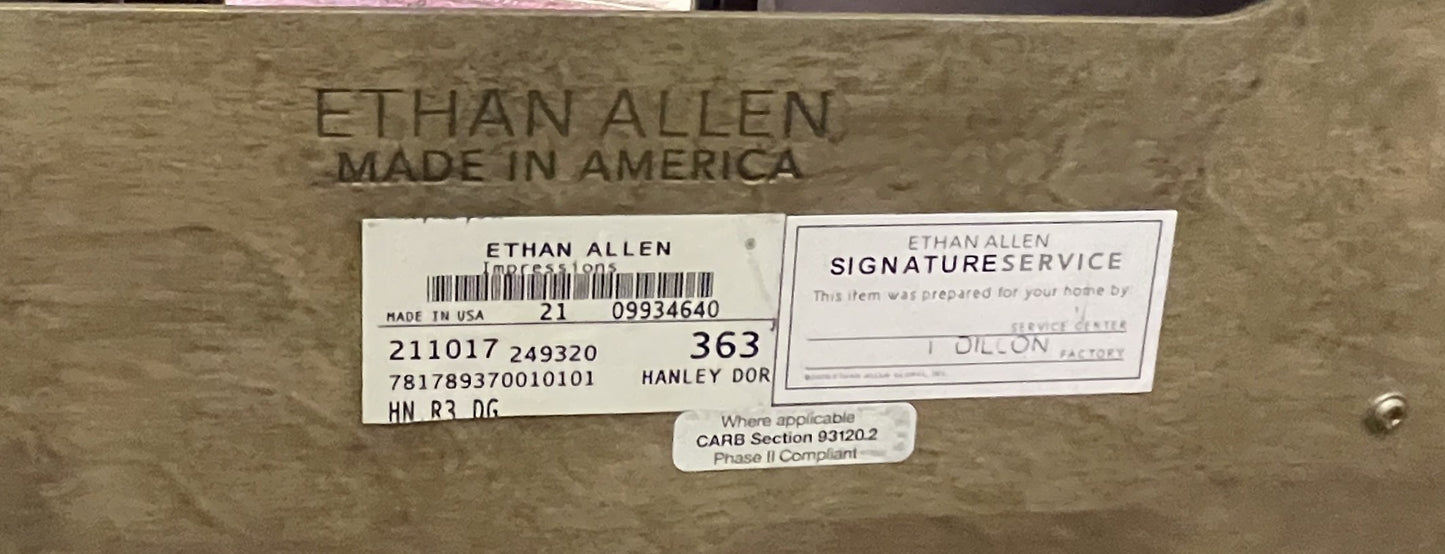 ETHAN ALLEN
MADE IN AMERICA
ETHAN ALLEN
Impressions
MADE IN USA 21 09934640
211017 249320 363
781789370010101 HANLEY DOR
HN R3 DG
ETHAN ALLEN
SIGNATURESERVICE
This item was prepared for your home by
SERVICE CENTER
DILLON FACTORY
Where applicable
CARB Section 93120.2
Phase II Compliant